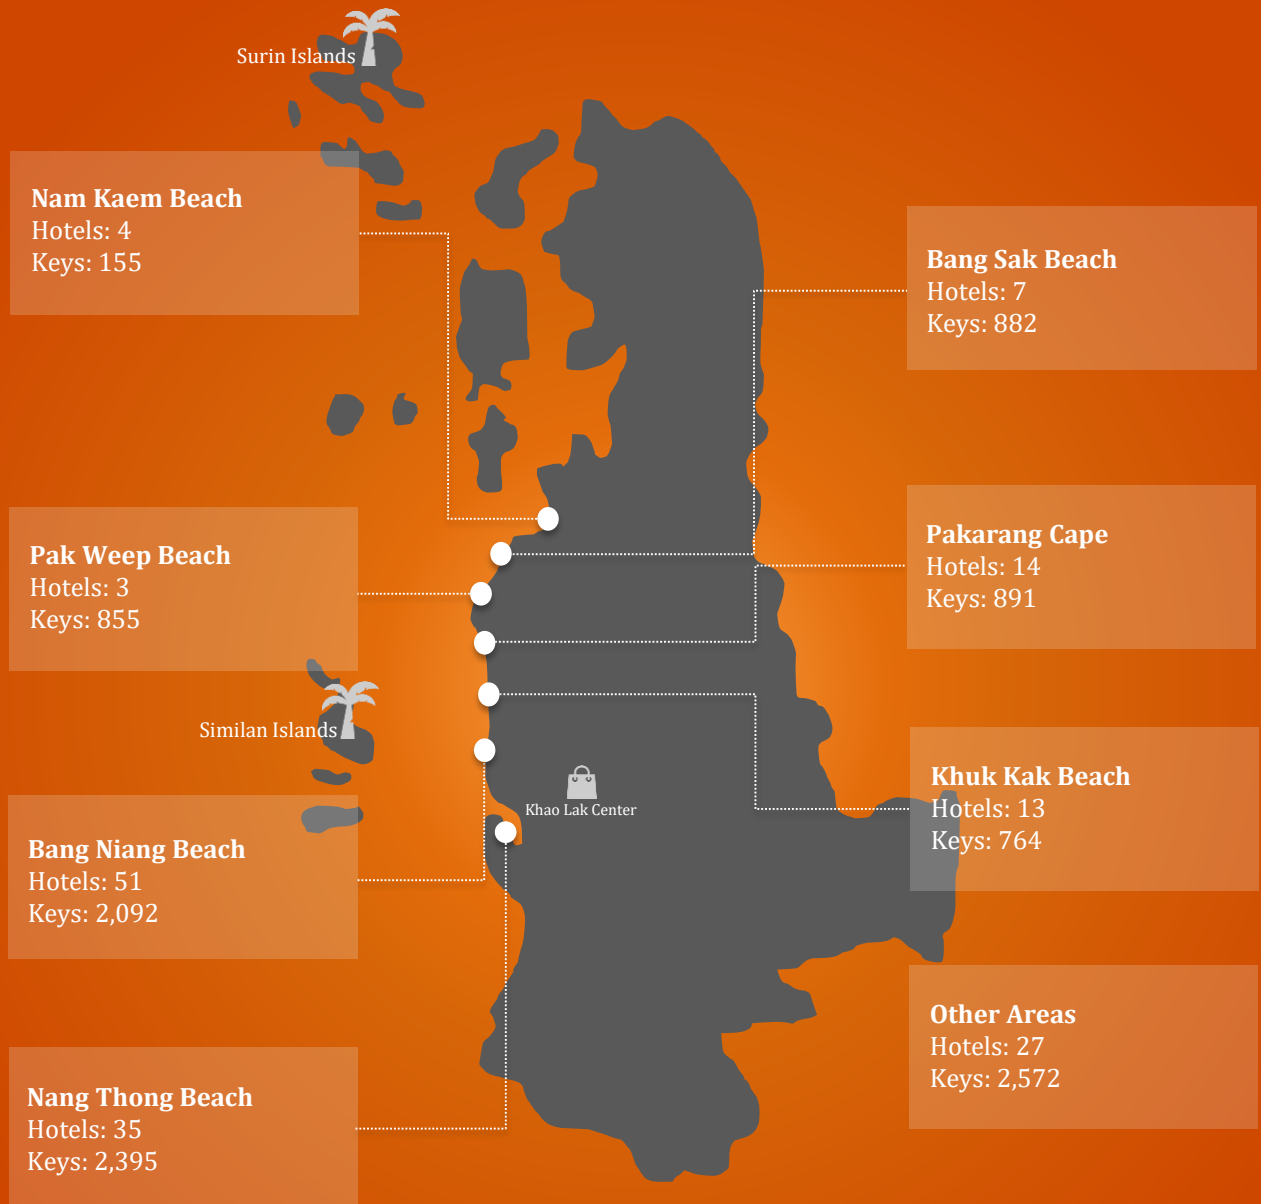 Surin Islands
Nam Kaem Beach
Hotels: 4
Keys: 155
Bang Sak Beach
Hotels: 7
Keys: 882
Pak Weep Beach
Hotels: 3
Keys: 855
Pakarang Cape
Hotels: 14
Keys: 891
Similan Islands
Khao Lak Center
Khuk Kak Beach
Hotels: 13
Keys: 764
Bang Niang Beach
Hotels: 51
Keys: 2,092
Other Areas
Hotels: 27
Keys: 2,572
Nang Thong Beach
Hotels: 35
Keys: 2,395